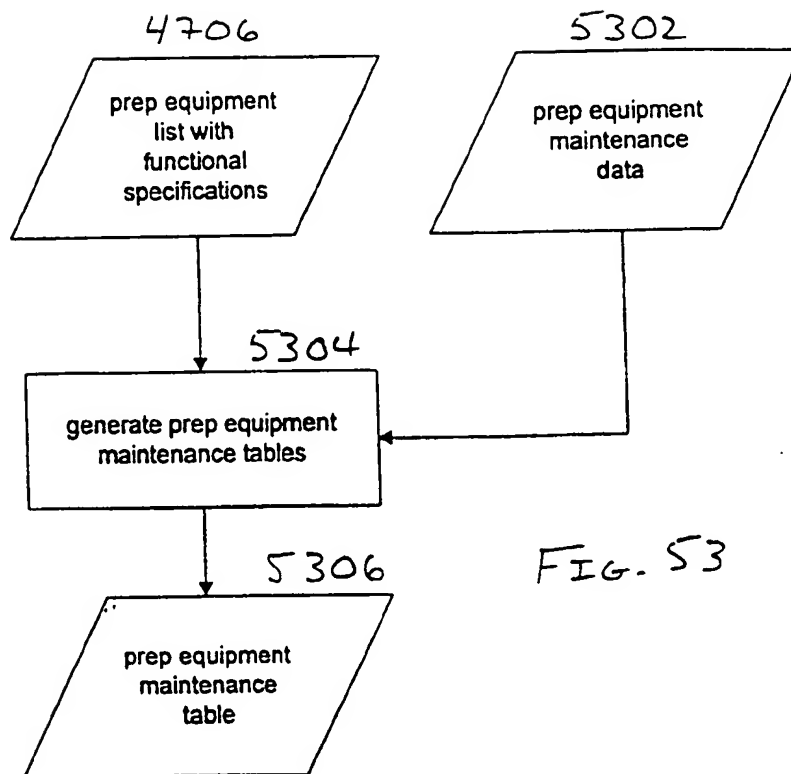 4706
prep equipment
list with
functional
specifications
5302
prep equipment
maintenance
data
5304
generate prep equipment
maintenance tables
5306
prep equipment
maintenance
table
FIG. 53